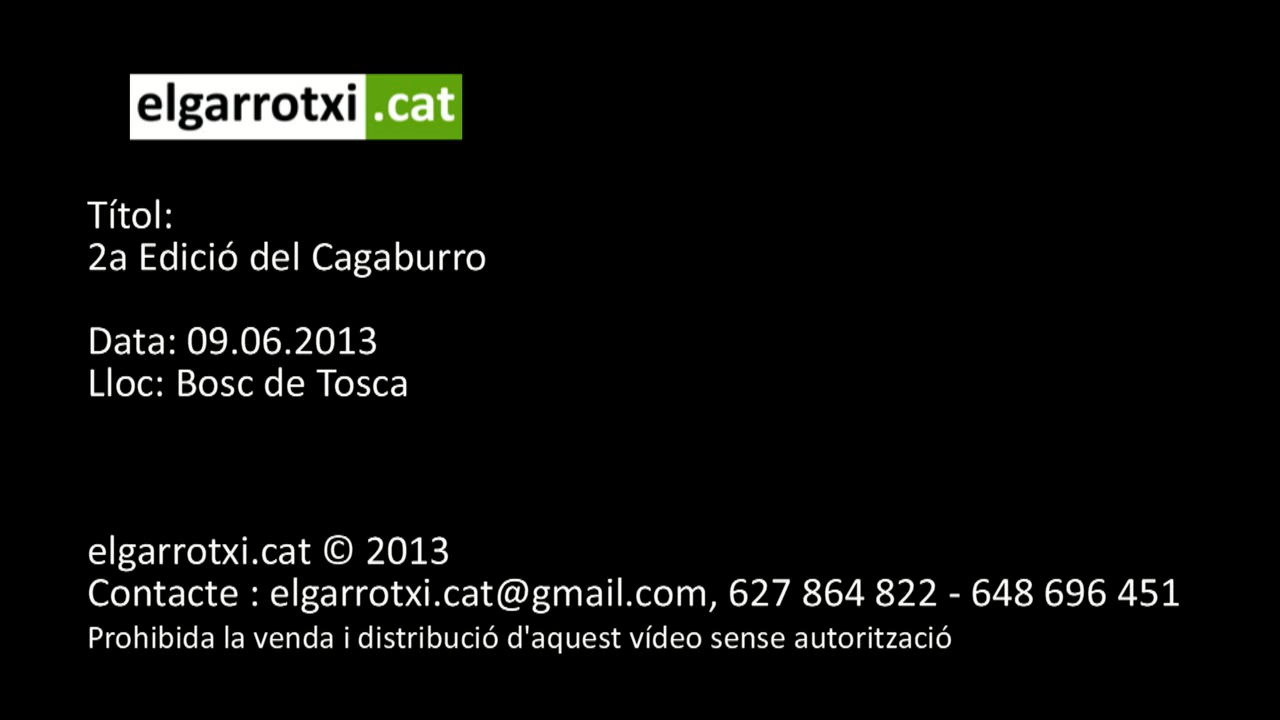 elgarrotxi .cat
Títol:
2a Edició del Cagaburro
Data: 09.06.2013
Lloc: Bosc de Tosca
elgarrotxi.cat © 2013
Contacte : elgarrotxi.cat@gmail.com, 627 864 822 - 648 696 451
Prohibida la venda i distribució d'aquest vídeo sense autorització